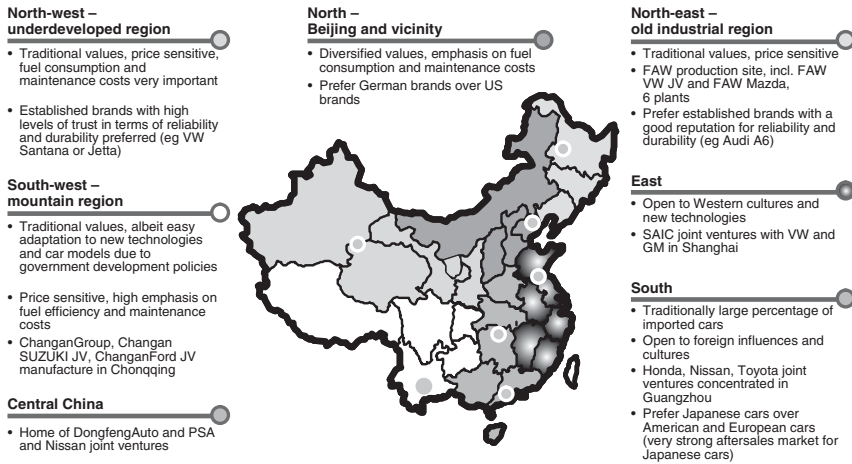 North-west –
underdeveloped region
• Traditional values, price sensitive,
fuel consumption and
maintenance costs very important
• Established brands with high
levels of trust in terms of reliability
and durability preferred (eg VW
Santana or Jetta)
South-west –
mountain region
• Traditional values, albeit easy
adaptation to new technologies
and car models due to
government development policies
• Price sensitive, high emphasis on
fuel efficiency and maintenance
costs
• ChanganGroup, Changan
SUZUKI JV, ChanganFord JV
manufacture in Chonqqing
Central China
• Home of DongfengAuto and PSA
and Nissan joint ventures
North –
Beijing and vicinity
• Diversified values, emphasis on fuel
consumption and maintenance costs
• Prefer German brands over US
brands
North-east –
old industrial region
• Traditional values, price sensitive
• FAW production site, incl. FAW
VW JV and FAW Mazda,
6 plants
• Prefer established brands with a
good reputation for reliability and
durability (eg Audi A6)
East
• Open to Western cultures and
new technologies
• SAIC joint ventures with VW and
GM in Shanghai
South
• Traditionally large percentage of
imported cars
• Open to foreign influences and
cultures
• Honda, Nissan, Toyota joint
ventures concentrated in
Guangzhou
• Prefer Japanese cars over
American and European cars
(very strong aftersales market for
Japanese cars)